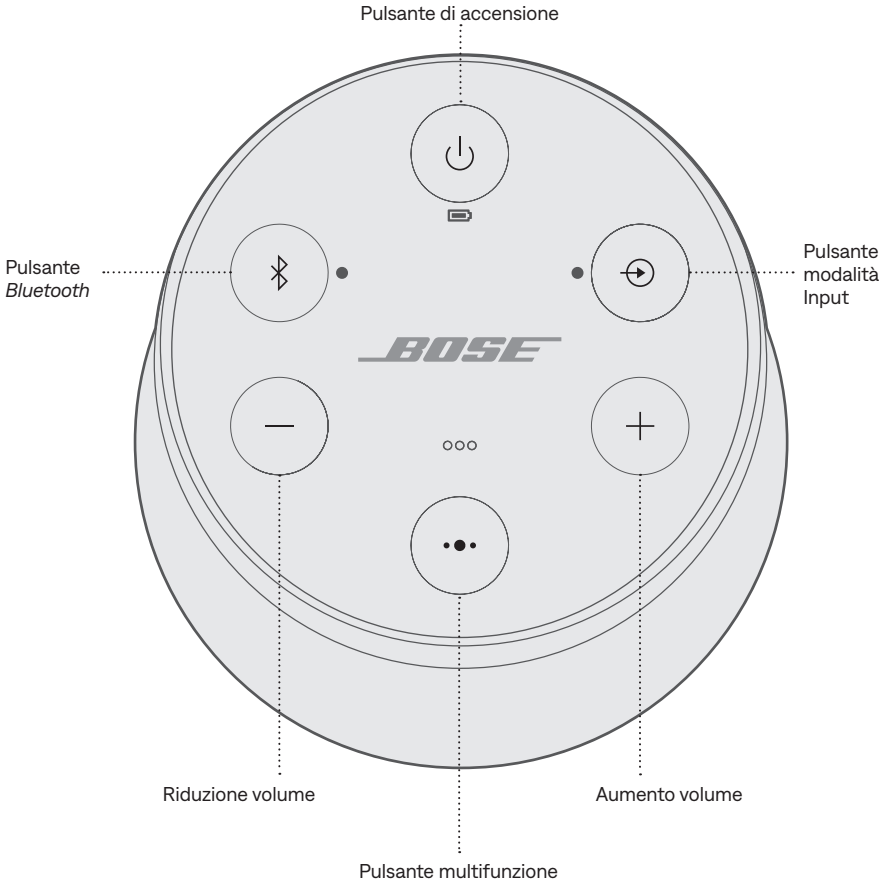 Pulsante di accensione
Pulsante
Bluetooth
Pulsante
modalità
Input
BOSE
Riduzione volume
Aumento volume
Pulsante multifunzione